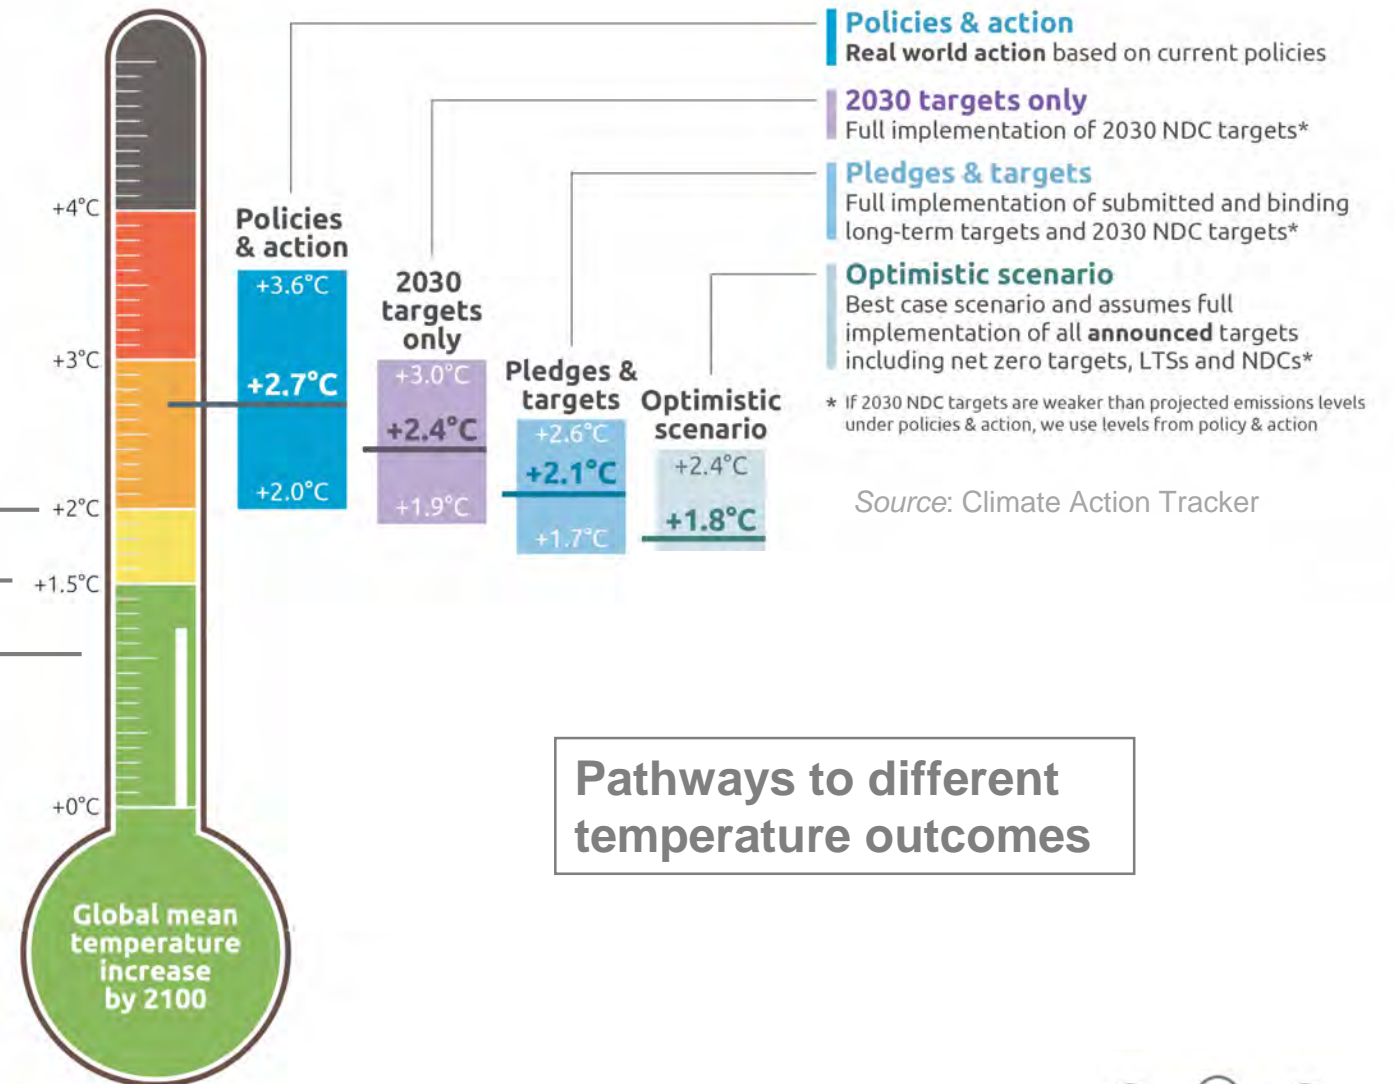 Policies & action
Real world action based on current policies
2030 targets only
Full implementation of 2030 NDC targets*
Pledges & targets
Full implementation of submitted and binding
long-term targets and 2030 NDC targets*
Optimistic scenario
Best case scenario and assumes full
implementation of all announced targets
including net zero targets, LTSs and NDCs*
* If 2030 NDC targets are weaker than projected emissions levels
under policies & action, we use levels from policy & action
Source: Climate Action Tracker
+4°C
+3°C
+2°C
+1.5°C
+0°C
Policies
& action
+3.6°C
+2.7°C
+2.0°C
2030
targets
only
+3.0°C
+2.4°C
+1.9°C
Pledges &
targets
+2.6°C
+2.1°C
+1.7°C
Optimistic
scenario
+2.4°C
+1.8°C
Pathways to different
temperature outcomes
Global mean
temperature
increase
by 2100